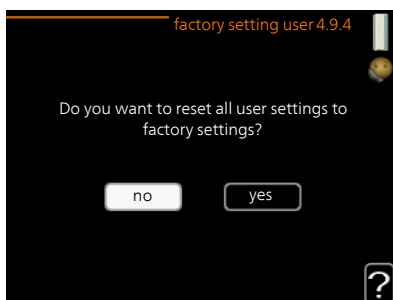 factory setting user 4.9.4
Do you want to reset all user settings to
factory settings?
no yes
?